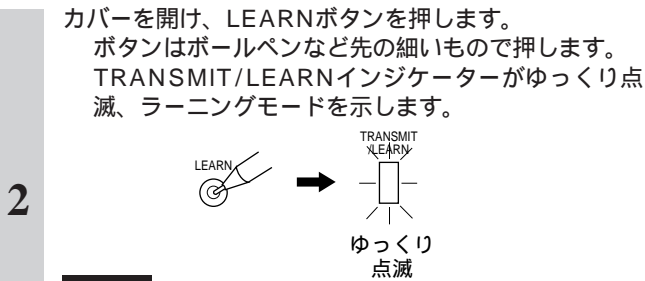 カバーを開け、LEARNボタンを押します。
ボタンはボールペンなど先の細いもので押します。
TRANSMIT/LEARNインジケーターがゆっくり点
滅、ラーニングモードを示します。
TRANSMIT
/LEARN
LEARN
2
ゆっくり
点滅